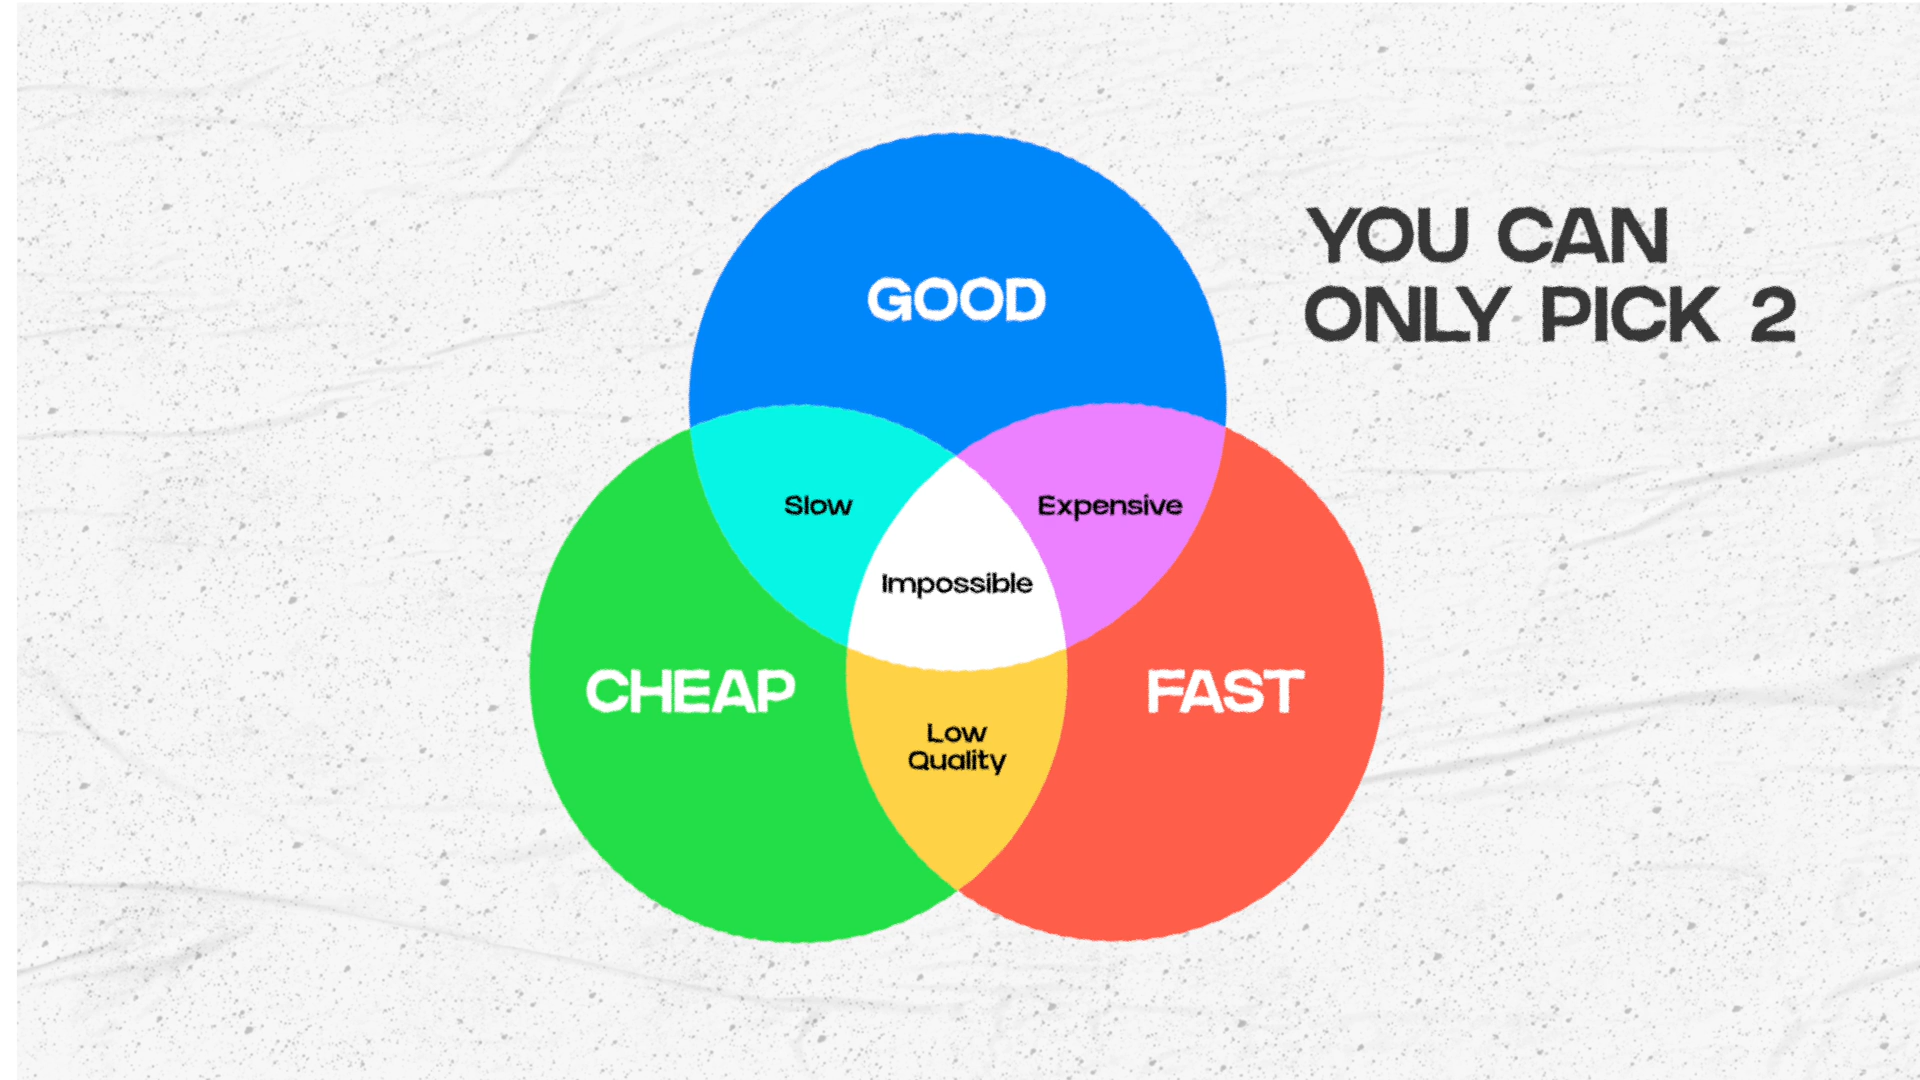 YOU CAN
ONLY PICK 2
GOOD
Slow
Expensive
Impossible
CHEAP
FAST
Low
Quality